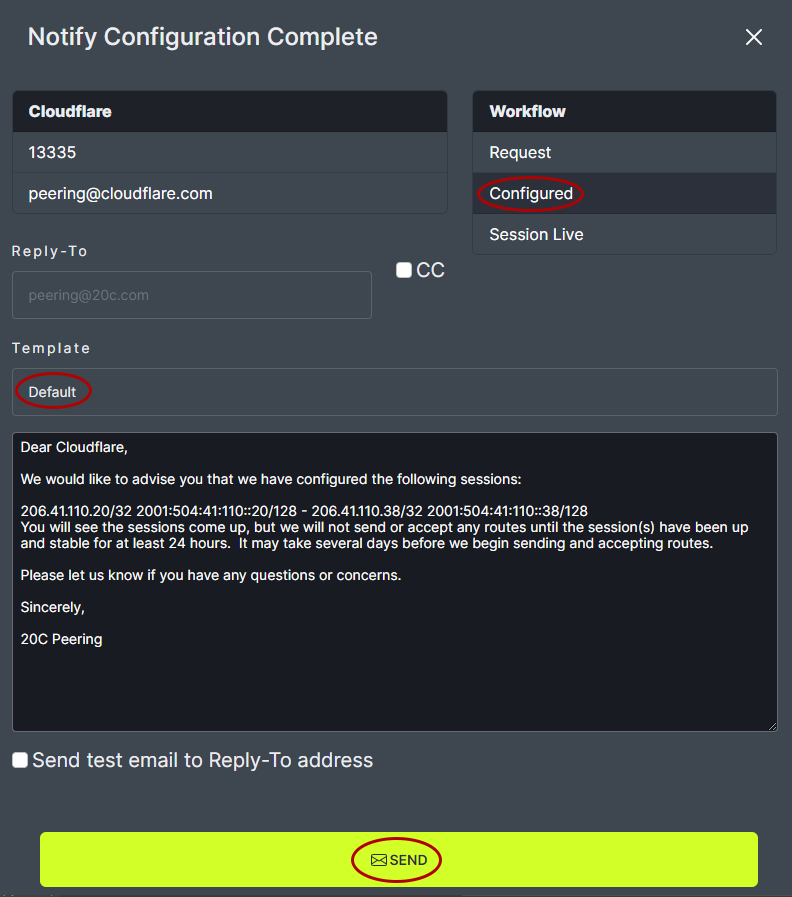 Notify Configuration Complete
Cloudflare
13335
peering@cloudflare.com
Workflow
Request
Configured
Session Live
Reply-To
peering@20c.com
CC
Template
Default
Dear Cloudflare,
We would like to advise you that we have configured the following sessions:
206.41.110.20/32 2001:504:41:110::20/128 - 206.41.110.38/32 2001:504:41:110::38/128
You will see the sessions come up, but we will not send or accept any routes until the session(s) have been up
and stable for at least 24 hours.  It may take several days before we begin sending and accepting routes.
Please let us know if you have any questions or concerns.
Sincerely,
20C Peering
Send test email to Reply-To address
SEND